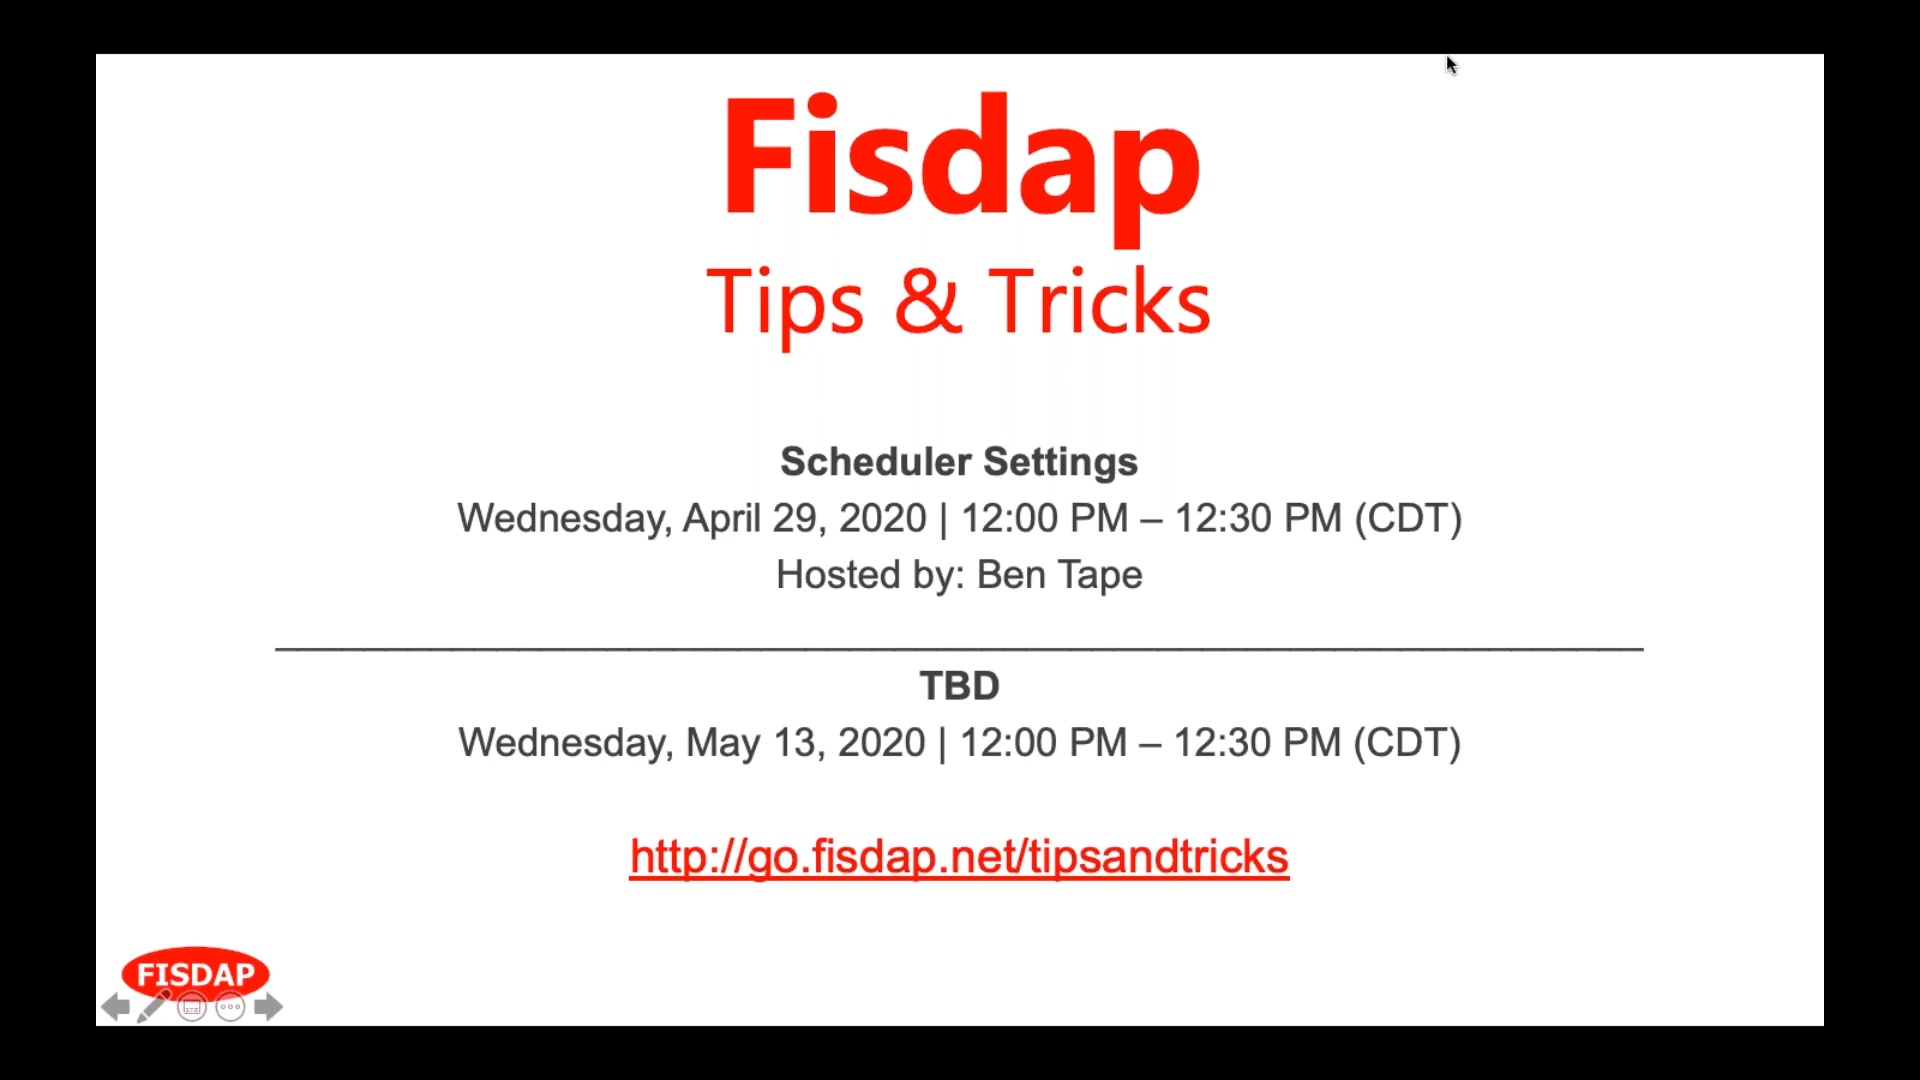 Fisdap
Tips & Tricks
Scheduler Settings
Wednesday, April 29, 2020 | 12:00 PM – 12:30 PM (CDT)
Hosted by: Ben Tape
TBD
Wednesday, May 13, 2020 | 12:00 PM – 12:30 PM (CDT)
http://go.fisdap.net/tipsandtricks
FISDAP